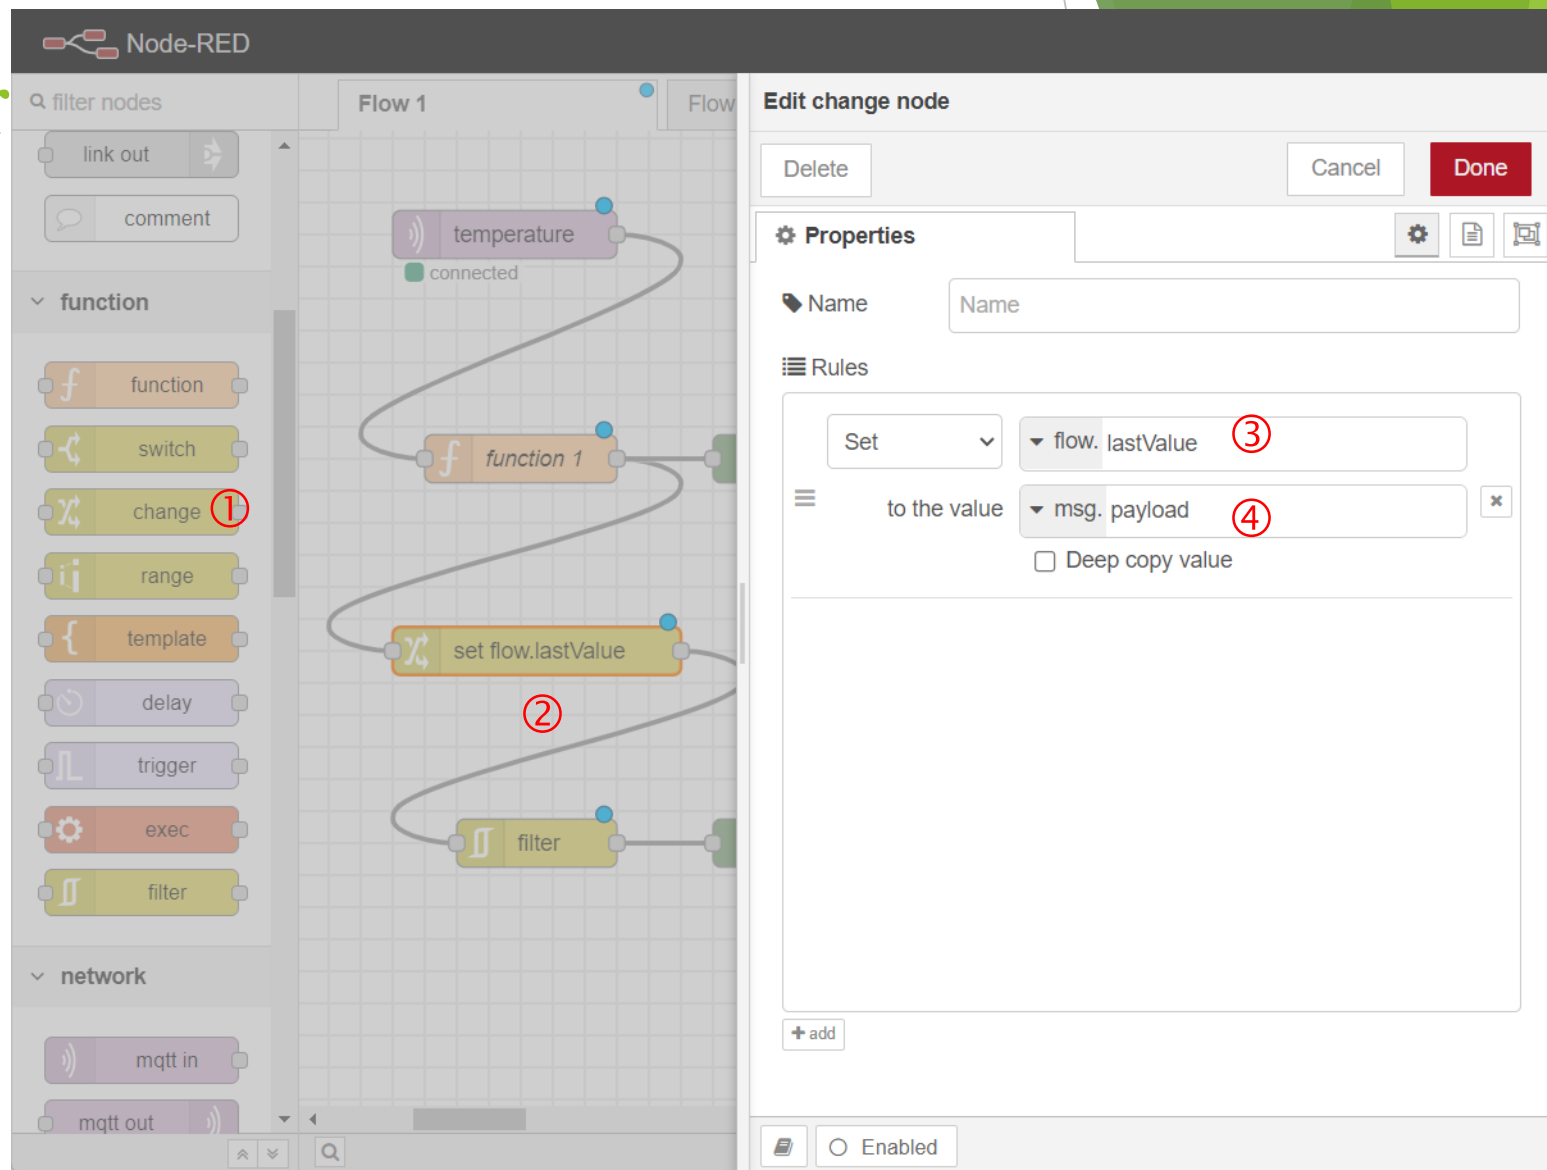 Node-RED
filter nodes
link out
comment
function
function
switch
change ①
range
template
delay
trigger
exec
filter
network
mqtt in
mqtt out
Flow 1
Flow
temperature
connected
function 1
set flow.lastValue
②
filter
Edit change node
Delete
Cancel
Done
Properties
Name
Name
Rules
Set
flow. lastValue ③
to the value
msg. payload ④
Deep copy value
add
Enabled